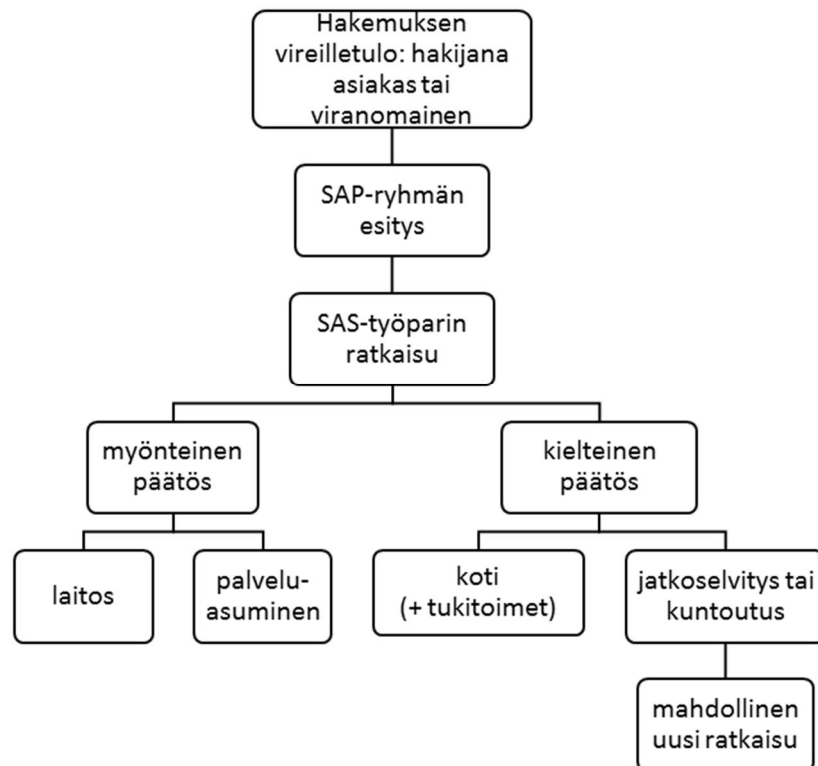 Hakemuksen
vireilletulo: hakijana
asiakas tai
viranomainen
SAP-ryhmän
esitys
SAS-työparin
ratkaisu
myönteinen
päätös
kielteinen
päätös
laitos
palvelu-
asuminen
koti
(+ tukitoimet)
jatkoselvitys tai
kuntoutus
mahdollinen
uusi ratkaisu